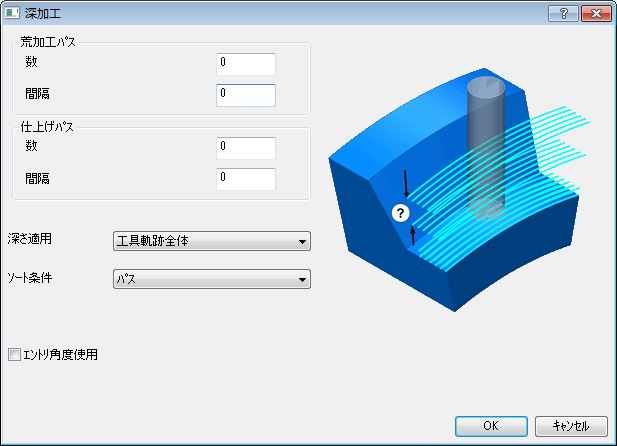 深加工
荒加工ﾊﾟｽ
数 0
間隔 0
仕上げﾊﾟｽ
数 0
間隔 0
深さ適用 工具軌跡全体
ｿｰﾄ条件 ﾊﾟｽ
ｴﾝﾄﾘ角度使用
?
OK ｷｬﾝｾﾙ